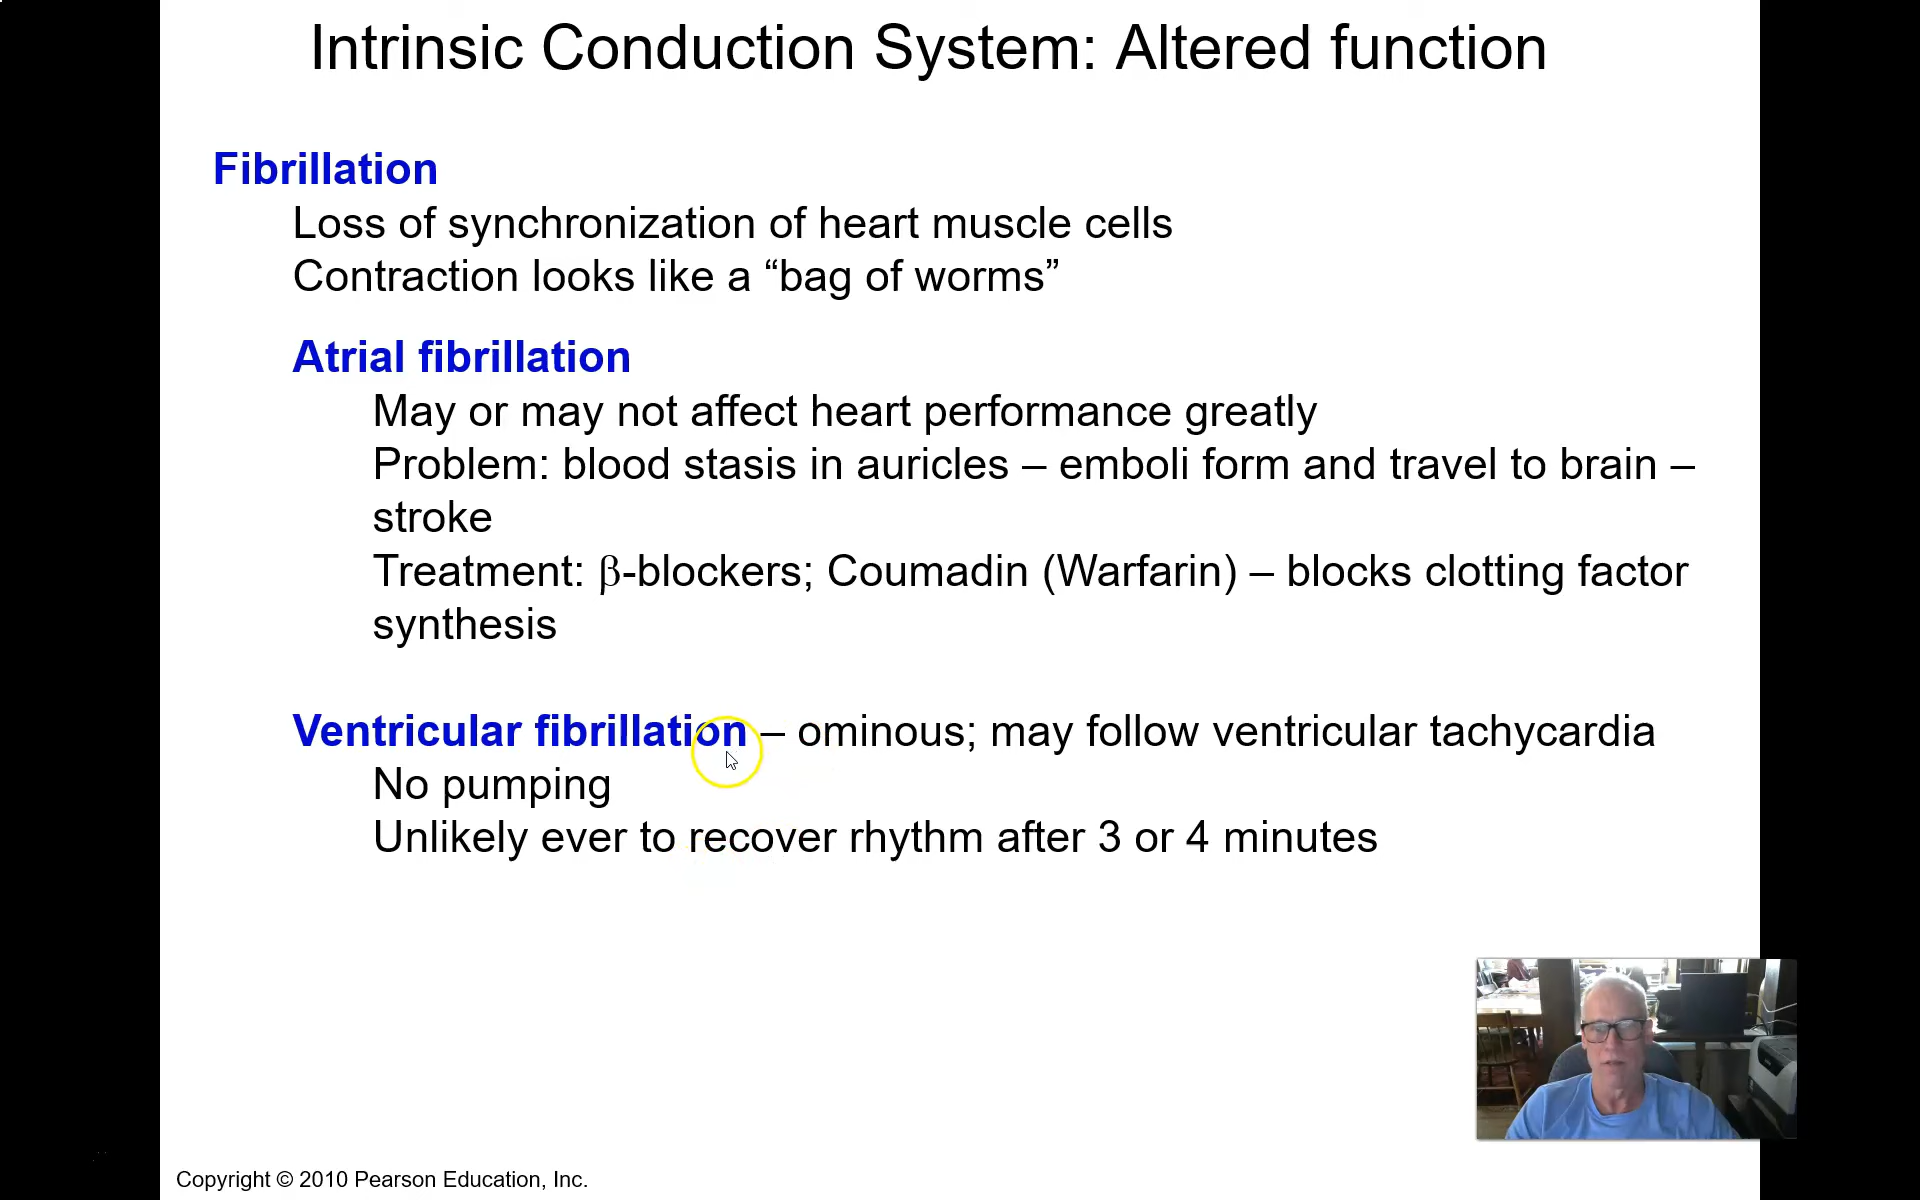 Intrinsic Conduction System: Altered function
Fibrillation
Loss of synchronization of heart muscle cells
Contraction looks like a “bag of worms”
Atrial fibrillation
May or may not affect heart performance greatly
Problem: blood stasis in auricles – emboli form and travel to brain –
stroke
Treatment: β-blockers; Coumadin (Warfarin) – blocks clotting factor
synthesis
Ventricular fibrillation – ominous; may follow ventricular tachycardia
No pumping
Unlikely ever to recover rhythm after 3 or 4 minutes
Copyright © 2010 Pearson Education, Inc.